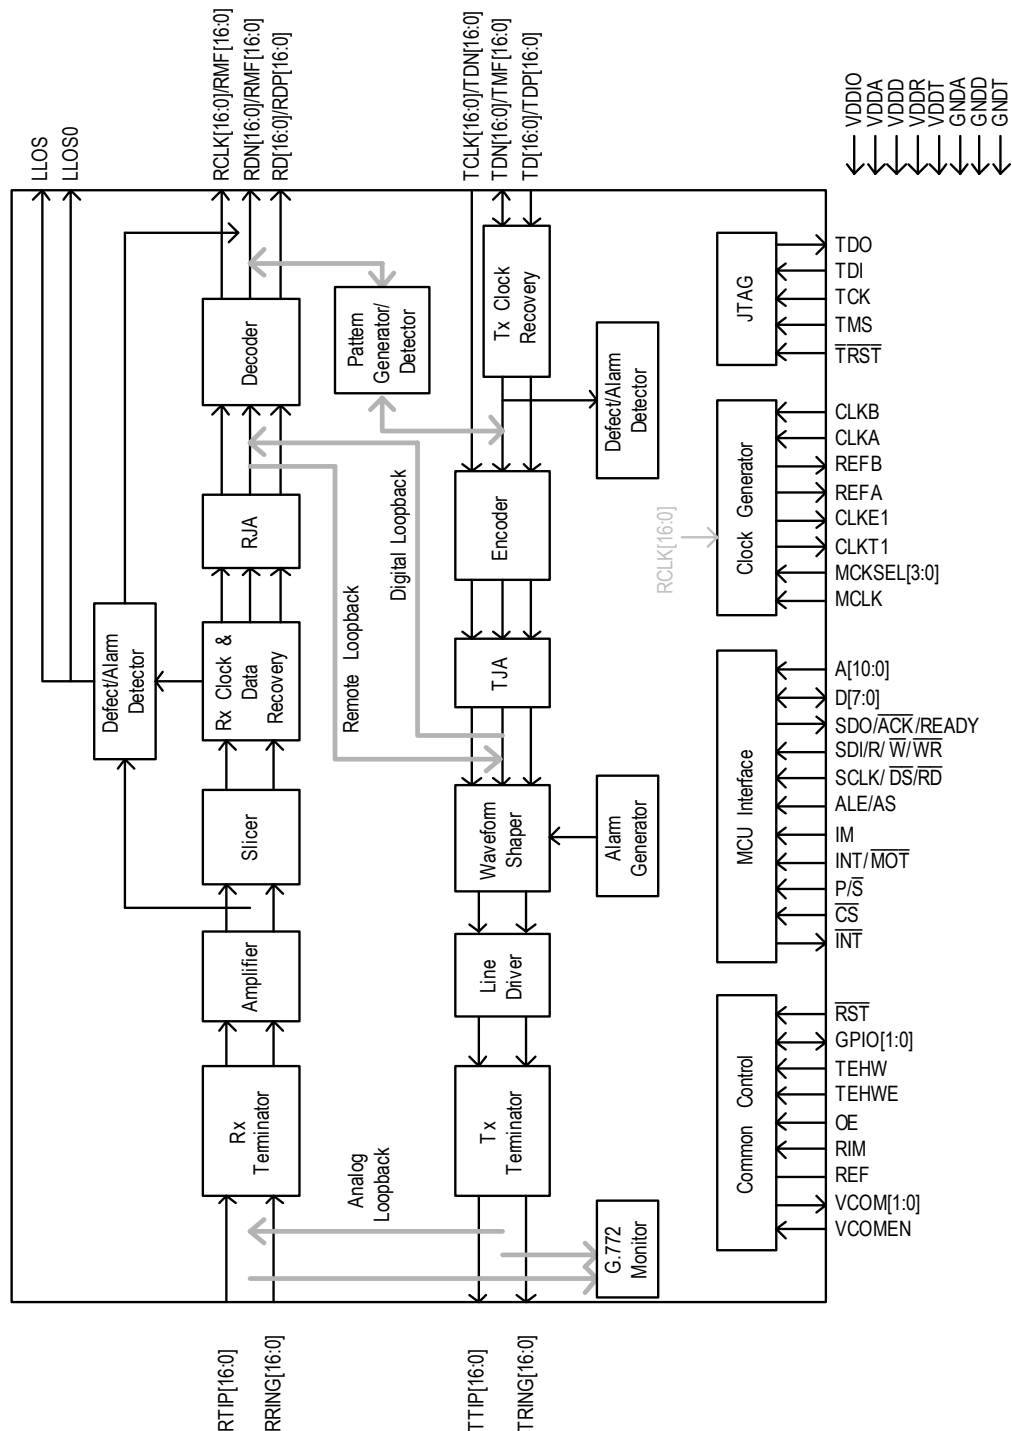 LLOS
LLOS0
RCLK[16:0]/RMF[16:0]
RDN[16:0]/RMF[16:0]
RD[16:0]/RDP[16:0]
TCLK[16:0]/TDN[16:0]
TDN[16:0]/TMF[16:0]
TD[16:0]/TDP[16:0]
VDDIO
VDDA
VDDD
VDDR
VDDT
GNDA
GNDD
GNDT
Decoder
Pattern
Generator/
Detector
Tx Clock
Recovery
Defect/Alarm
Detector
JTAG
TDO
TDI
TCK
TMS
TRST
RJA
Digital Loopback
Encoder
RCLK[16:0]
Clock Generator
CLKB
CLKA
REFB
REFA
CLKE1
CLKT1
MCKSEL[3:0]
MCLK
Defect/Alarm
Detector
Rx Clock &
Data
Recovery
Remote Loopback
TJA
Slicer
Waveform
Shaper
Alarm
Generator
MCU Interface
A[10:0]
D[7:0]
SDO/ACK/READY
SDI/R/ W/WR
SCLK/ DS/RD
ALE/AS
IM
INT/MOT
P/S
CS
INT
Amplifier
Line
Driver
Rx
Terminator
Analog
Loopback
Tx
Terminator
G.772
Monitor
Common Control
RST
GPIO[1:0]
TEHW
TEHWE
OE
RIM
REF
VCOM[1:0]
VCOMEN
RTIP[16:0]
RRING[16:0]
TTIP[16:0]
TRING[16:0]